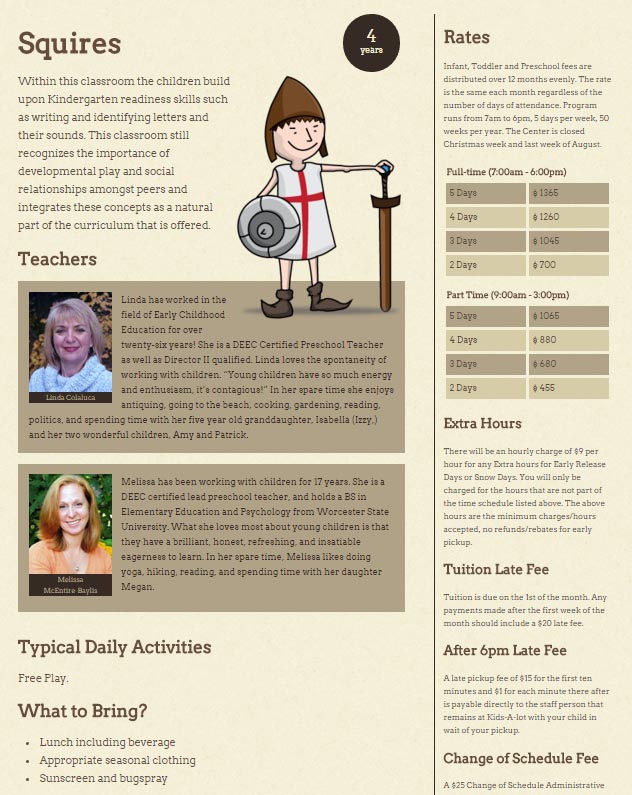 Squires
4
years
Within this classroom the children build
upon Kindergarten readiness skills such
as writing and identifying letters and
their sounds. This classroom still
recognizes the importance of
developmental play and social
relationships amongst peers and
integrates these concepts as a natural
part of the curriculum that is offered.
Teachers
Linda has worked in the
field of Early Childhood
Education for over
twenty-six years! She is a DEEC Certified Preschool Teacher
as well as Director II qualified. Linda loves the spontaneity of
working with children. "Young children have so much energy
and enthusiasm, it's contagious!" In her spare time she enjoys
antiquing, going to the beach, cooking, gardening, reading,
politics, and spending time with her five year old granddaughter, Isabella (Izzy,)
and her two wonderful children, Amy and Patrick.
Linda Colaluca
Melissa has been working with children for 17 years. She is a
DEEC certified lead preschool teacher, and holds a BS in
Elementary Education and Psychology from Worcester State
University. What she loves most about young children is that
they have a brilliant, honest, refreshing, and insatiable
eagerness to learn. In her spare time, Melissa likes doing
yoga, hiking, reading, and spending time with her daughter
Megan.
Melissa
McEntire-Baylis
Typical Daily Activities
Free Play.
What to Bring?
• Lunch including beverage
• Appropriate seasonal clothing
• Sunscreen and bugspray
Rates
Infant, Toddler and Preschool fees are
distributed over 12 months evenly. The rate
is the same each month regardless of the
number of days of attendance. Program
runs from 7am to 6pm, 5 days per week, 50
weeks per year. The Center is closed
Christmas week and last week of August.
Full-time (7:00am - 6:00pm)
5 Days $ 1365
4 Days $ 1260
3 Days $ 1045
2 Days $ 700
Part Time (9:00am - 3:00pm)
5 Days $ 1065
4 Days $ 880
3 Days $ 680
2 Days $ 455
Extra Hours
There will be an hourly charge of $9 per
hour for any Extra hours for Early Release
Days or Snow Days. You will only be
charged for the hours that are not part of
the time schedule listed above. The above
hours are the minimum charges/hours
accepted, no refunds/rebates for early
pickup.
Tuition Late Fee
Tuition is due on the 1st of the month. Any
payments made after the first week of the
month should include a $20 late fee.
After 6pm Late Fee
A late pickup fee of $15 for the first ten
minutes and $1 for each minute there after
is payable directly to the staff person that
remains at Kids-A-lot with your child in
wait of your pickup.
Change of Schedule Fee
A $25 Change of Schedule Administrative